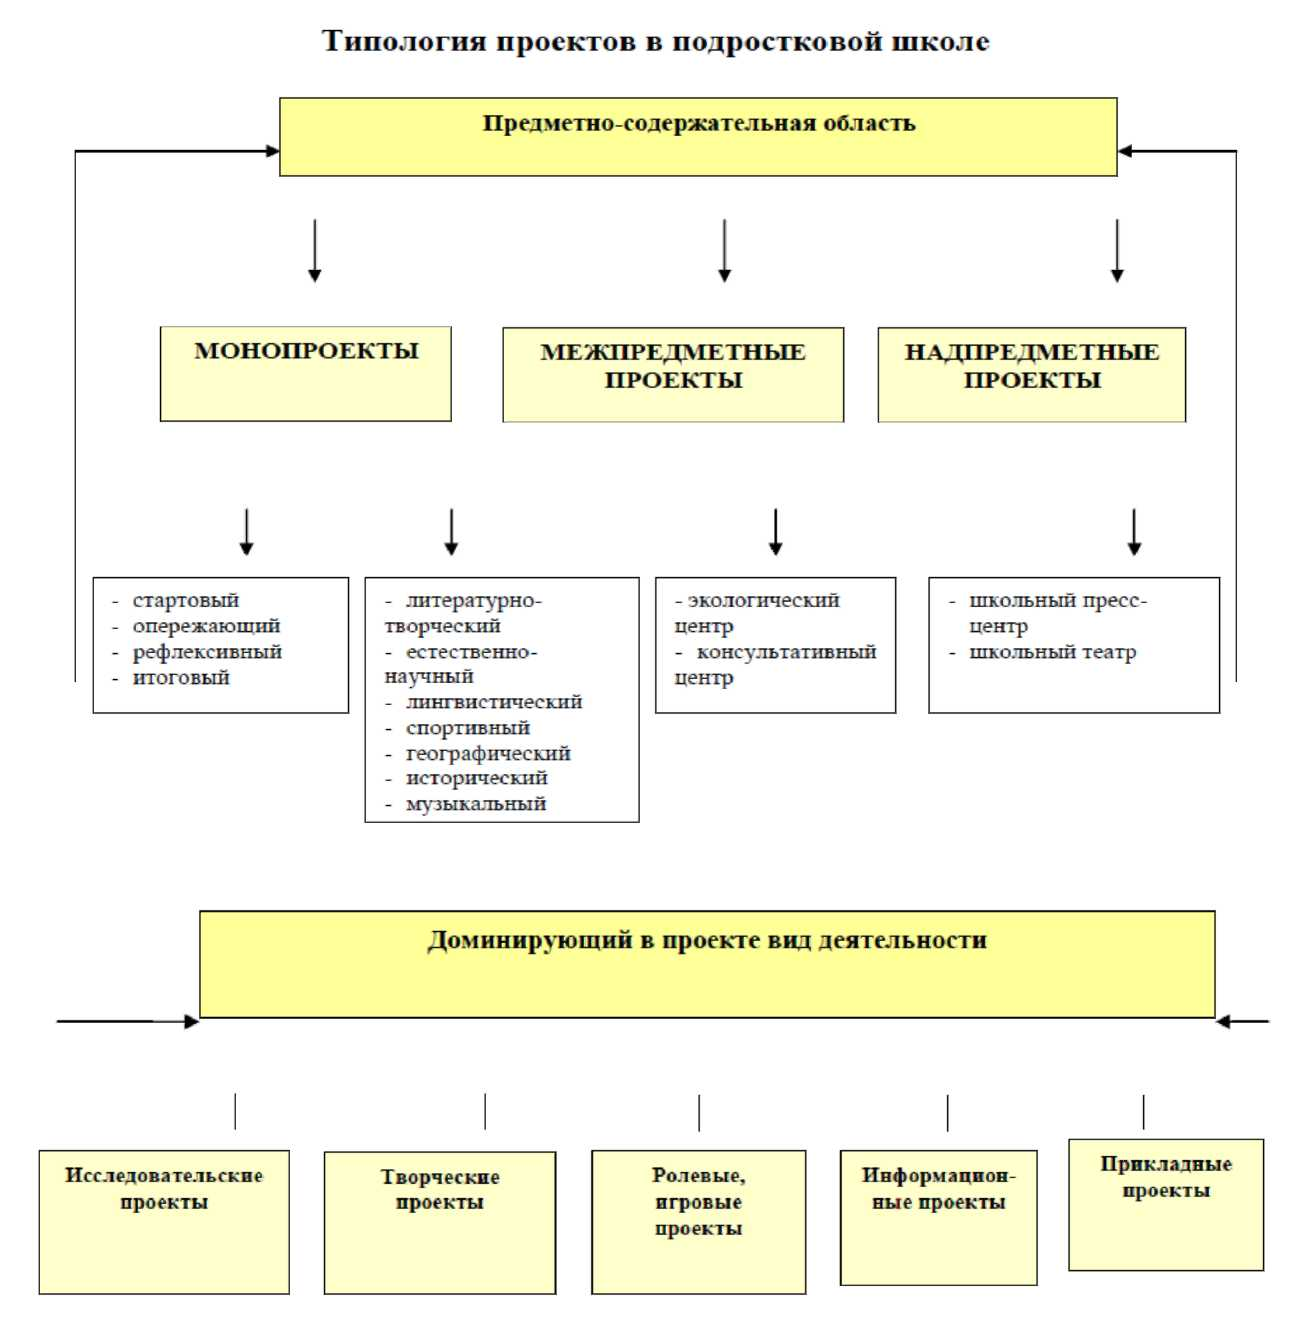 Типология проектов в подростковой школе
Предметно-содержательная область
МОНОПРОЕКТЫ
МЕЖПРЕДМЕТНЫЕ
ПРОЕКТЫ
НАДПРЕДМЕТНЫЕ
ПРОЕКТЫ
- стартовый
- опережающий
- рефлексивный
- итоговый
- литературно-
творческий
- естественно-
научный
- лингвистический
- спортивный
- географический
- исторический
- музыкальный
- экологический
центр
- консультативный
центр
- школьный пресс-
центр
- школьный театр
Доминирующий в проекте вид деятельности
Исследовательские
проекты
Творческие
проекты
Ролевые,
игровые
проекты
Информацион-
ные проекты
Прикладные
проекты